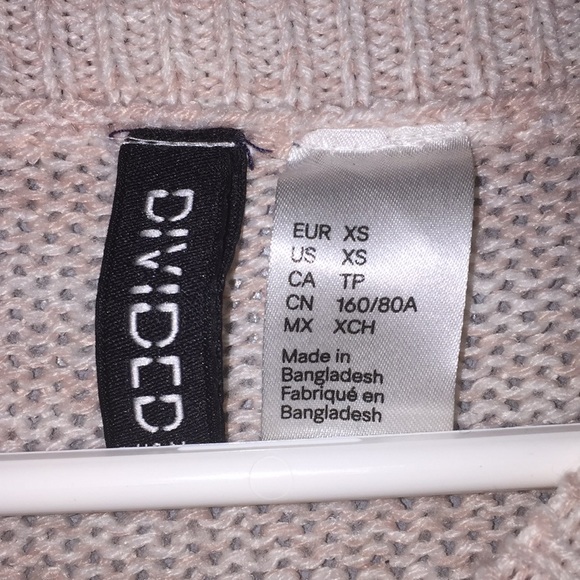 DIVIDED
EUR XS
US XS
CA TP
CN 160/80A
MX XCH
Made in
Bangladesh
Fabriqué en
Bangladesh